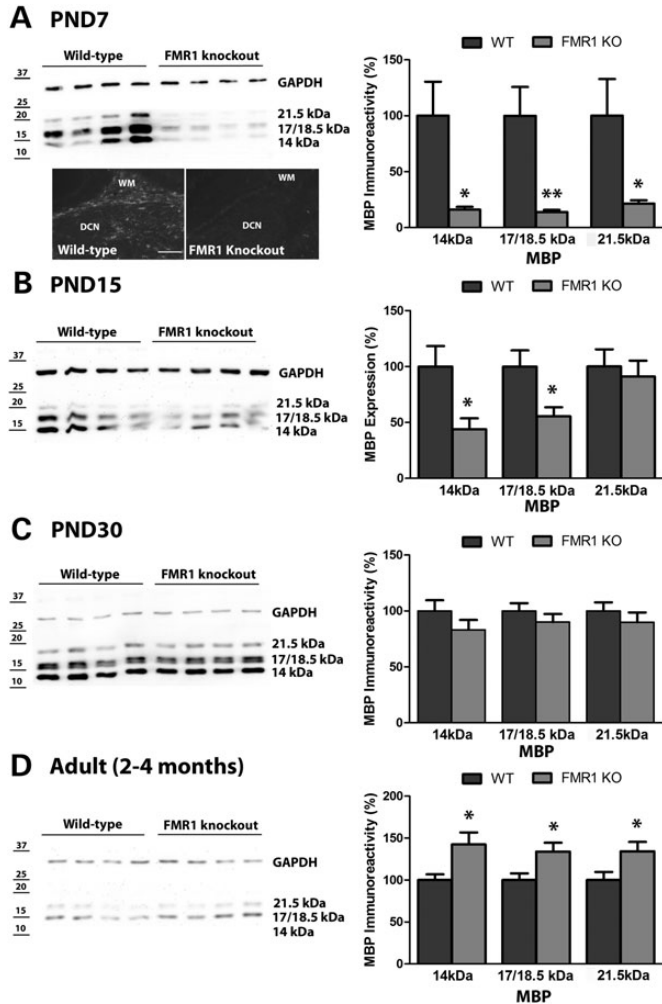 A PND7
Wild-type FMR1 knockout
37
25
20
15
10
GAPDH
21.5 kDa
17/18.5 kDa
14 kDa
WM
DCN
Wild-type
WM
DCN
FMR1 Knockout
WT FMR1 KO
MBP Immunoreactivity (%)
150
100
50
0
* ** *
14kDa 17/18.5 kDa 21.5kDa
MBP
B PND15
Wild-type FMR1 knockout
37
25
20
15
GAPDH
21.5 kDa
17/18.5 kDa
14 kDa
WT FMR1 KO
MBP Expression (%)
150
100
50
0
* *
14kDa 17/18.5 kDa 21.5kDa
MBP
C PND30
Wild-type FMR1 knockout
37
25
20
15
10
GAPDH
21.5 kDa
17/18.5 kDa
14 kDa
WT FMR1 KO
MBP Immunoreactivity (%)
150
100
50
0
14kDa 17/18.5 kDa 21.5kDa
MBP
D Adult (2-4 months)
Wild-type FMR1 knockout
37
25
20
15
10
GAPDH
21.5 kDa
17/18.5 kDa
14 kDa
WT FMR1 KO
MBP Immunoreactivity (%)
200
150
100
50
0
* * *
14kDa 17/18.5 kDa 21.5kDa
MBP